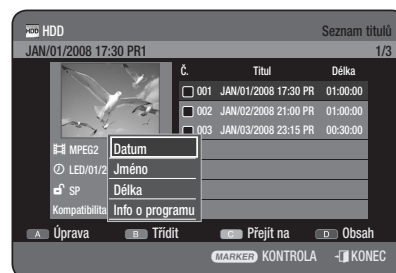 HDD HDD Seznam titulů
JAN/01/2008 17:30 PR1 1/3
Č. Titul Délka
001 JAN/01/2008 17:30 PR 01:00:00
002 JAN/02/2008 21:00 PR 01:00:00
003 JAN/03/2008 23:15 PR 00:30:00
MPEG2
LED/01/2
SP
Kompatibilita
Datum
Jméno
Délka
Info o programu
A Úprava B Třídit C Přejít na D Obsah
MARKER KONTROLA KONEC